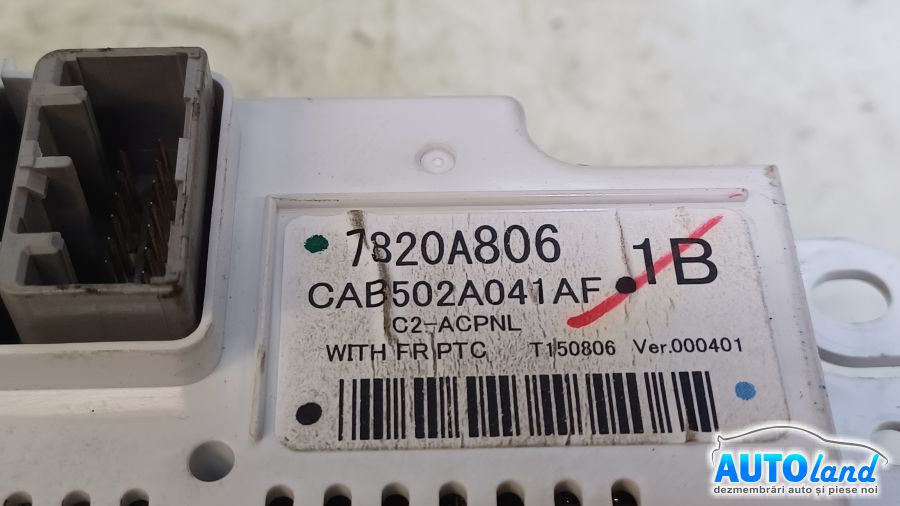 7820A806
1B
CAB502A041AF
C2-ACPNL
WITH FR PTC T150806 Ver.000401
AUTOland
dezmembrări auto și piese noi